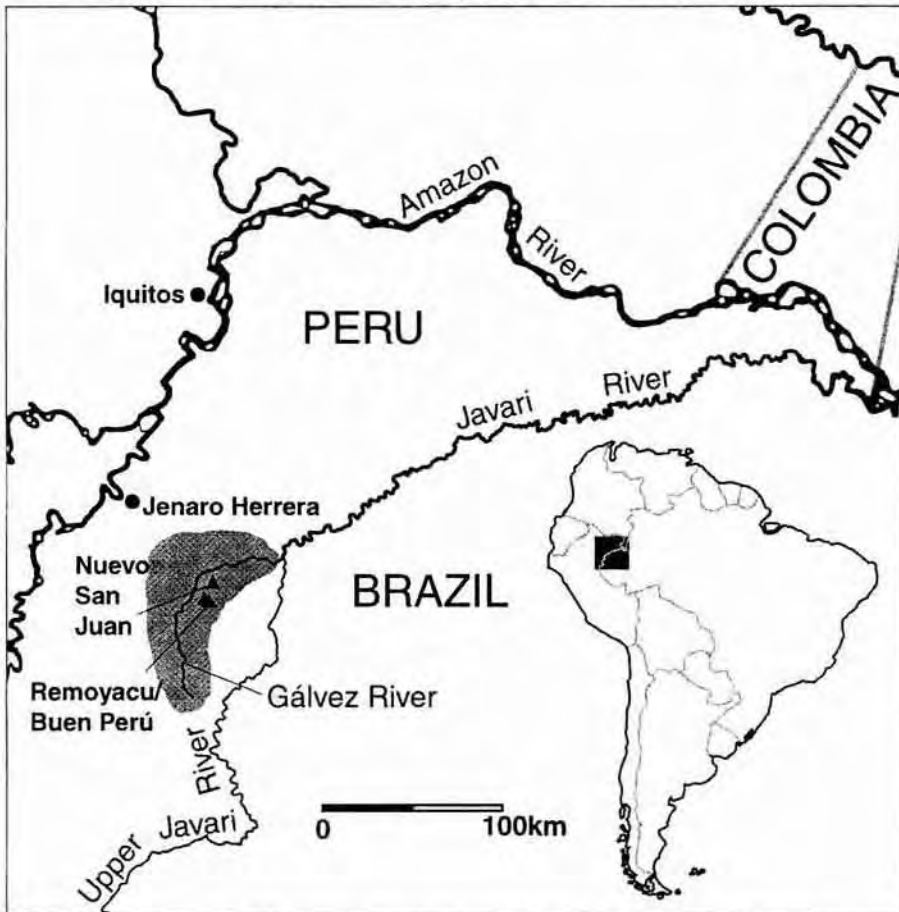 COLOMBIA
Amazon
River
Iquitos
PERU
Javari River
Jenaro Herrera
Nuevo
San
Juan
BRAZIL
Remoyacu/
Buen Perú
Gálvez River
River
Upper Javari
0 100km